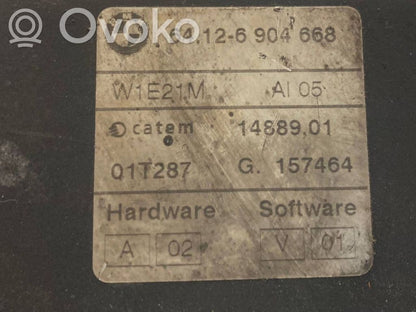 Ovoko
64.12-6 904 668
W1E21M AI 05
catem 14889.01
01T287 G. 157464
Hardware Software
A 02 V 01